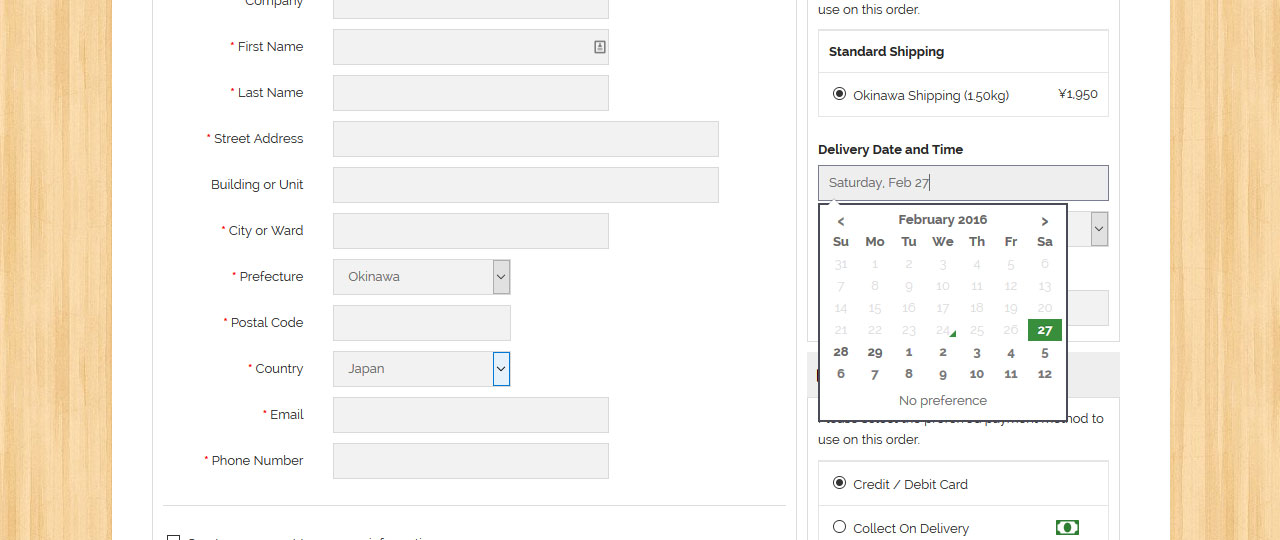 Company
* First Name
* Last Name
* Street Address
Building or Unit
* City or Ward
* Prefecture
Okinawa
* Postal Code
* Country
Japan
* Email
* Phone Number
use on this order.
Standard Shipping
Okinawa Shipping (1.50kg) ¥1,950
Delivery Date and Time
Saturday, Feb 27
< February 2016 >
Su Mo Tu We Th Fr Sa
31 1 2 3 4 5 6
7 8 9 10 11 12 13
14 15 16 17 18 19 20
21 22 23 24 25 26 27
28 29 1 2 3 4 5
6 7 8 9 10 11 12
No preference
payment method to
use on this order.
Credit / Debit Card
Collect On Delivery